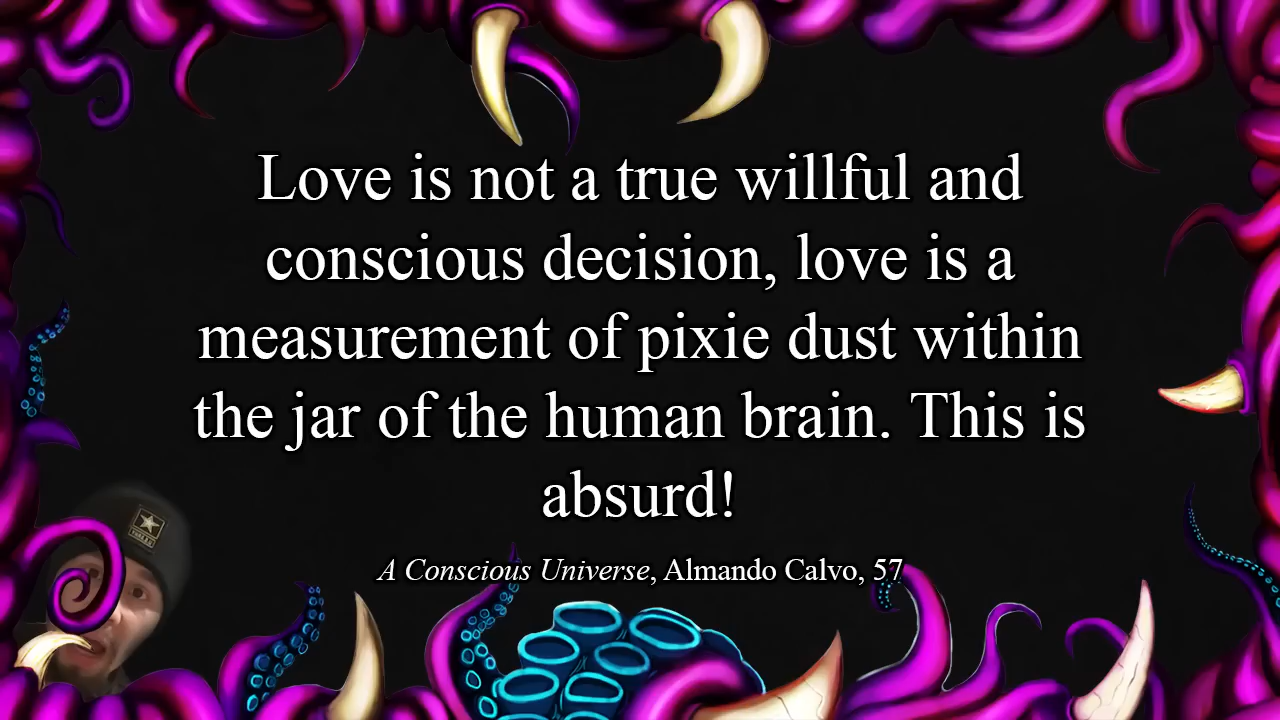 Love is not a true willful and
conscious decision, love is a
measurement of pixie dust within
the jar of the human brain. This is
absurd!
A Conscious Universe, Almando Calvo, 57